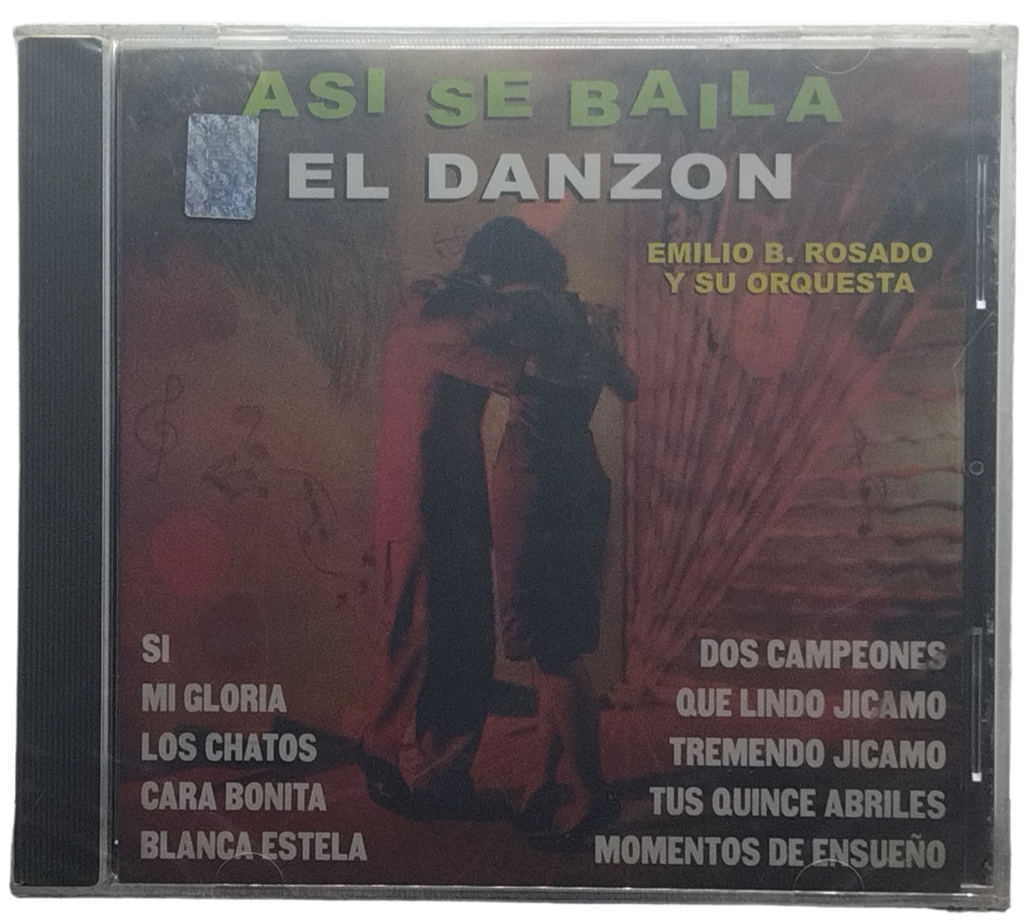 ASI SE BAILA
EL DANZON
EMILIO B. ROSADO
Y SU ORQUESTA
SI
MI GLORIA
LOS CHATOS
CARA BONITA
BLANCA ESTELA
DOS CAMPEONES
QUE LINDO JICAMO
TREMENDO JICAMO
TUS QUINCE ABRILES
MOMENTOS DE ENSUEÑO